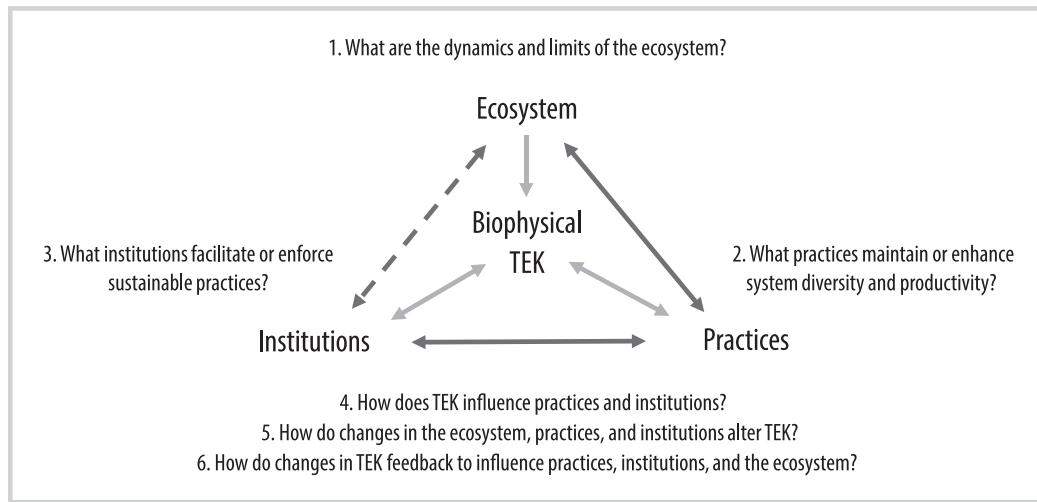 1. What are the dynamics and limits of the ecosystem?
Ecosystem
Biophysical
TEK
3. What institutions facilitate or enforce
sustainable practices?
2. What practices maintain or enhance
system diversity and productivity?
Institutions
Practices
4. How does TEK influence practices and institutions?
5. How do changes in the ecosystem, practices, and institutions alter TEK?
6. How do changes in TEK feedback to influence practices, institutions, and the ecosystem?